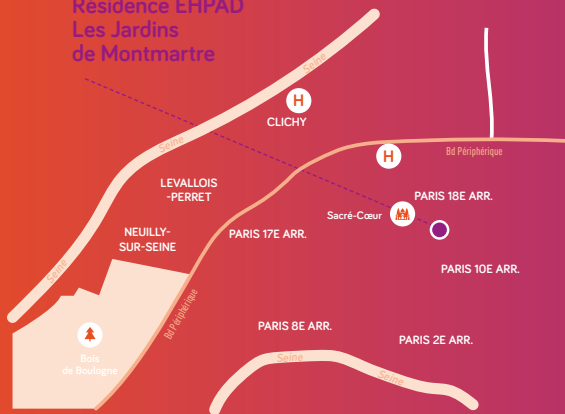 Résidence EHPAD
Les Jardins
de Montmartre
Seine
H
CLICHY
Seine
H
Bd Périphérique
LEVALLOIS
-PERRET
PARIS 18E ARR.
Sacré-Cœur
NEUILLY-
SUR-SEINE
PARIS 17E ARR.
Seine
PARIS 10E ARR.
Bd Périphérique
PARIS 8E ARR.
PARIS 2E ARR.
Bois
de Boulogne
Seine
Seine